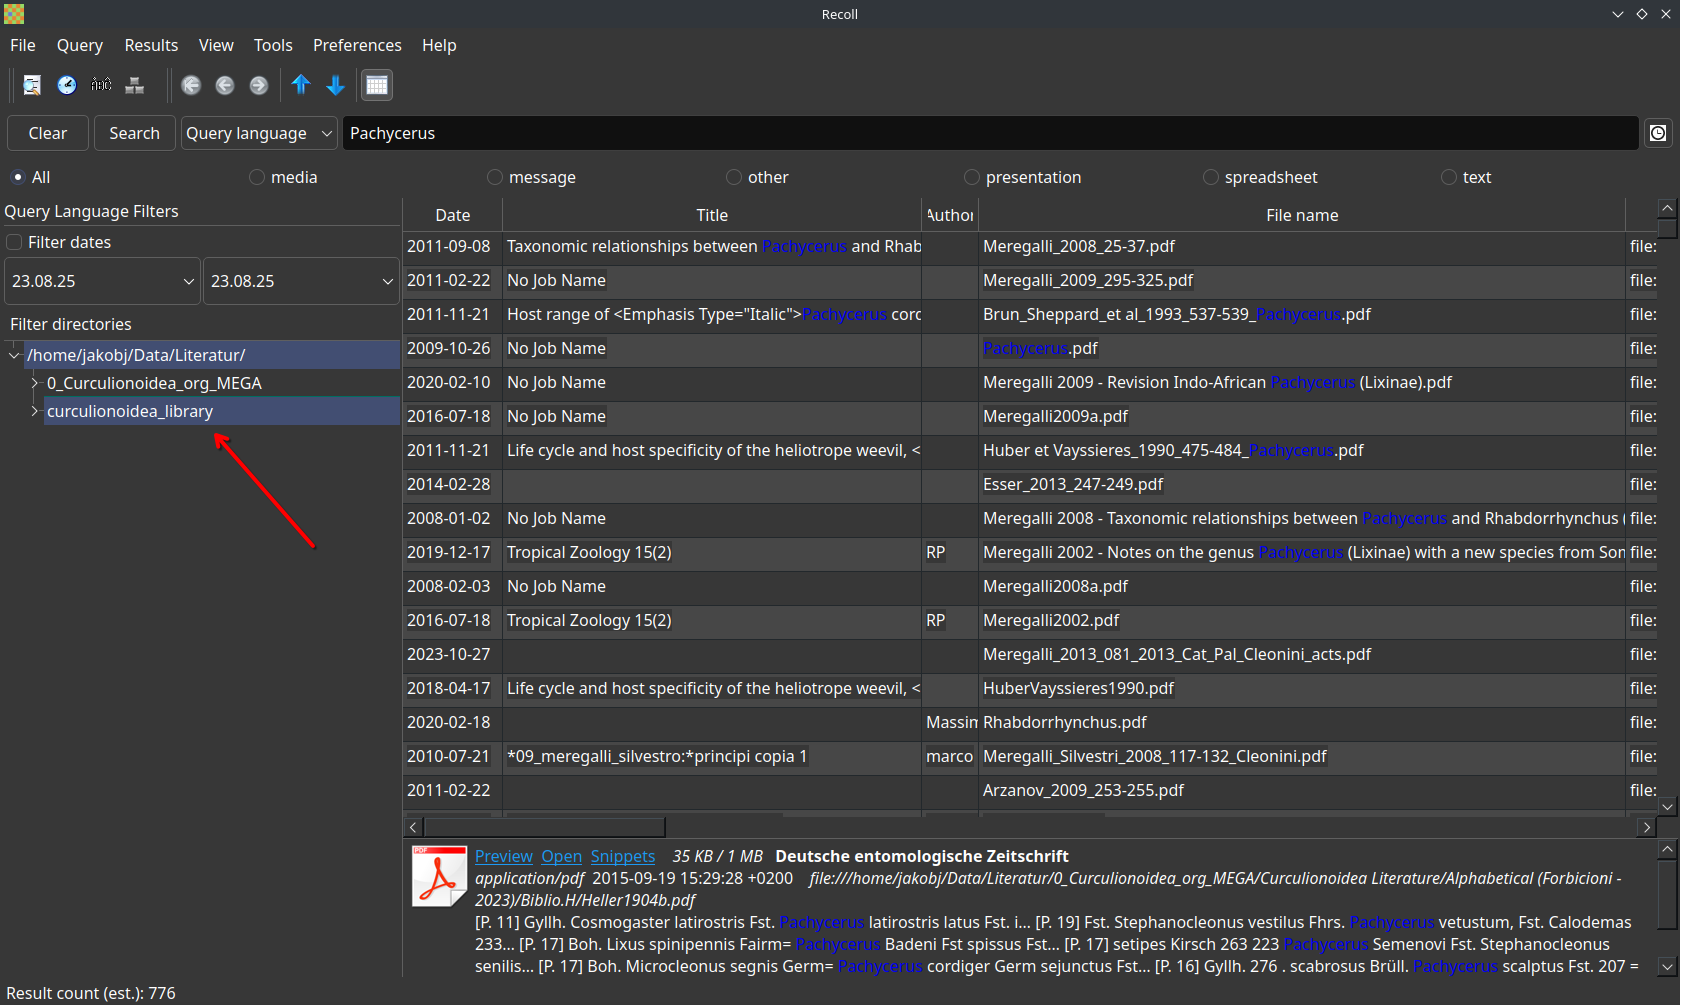 Recoll
File Query Results View Tools Preferences Help
ABC
Clear Search Query language Pachycerus
All media message other presentation spreadsheet text
Query Language Filters
Filter dates
23.08.25 23.08.25
Filter directories
/home/jakobj/Data/Literatur/
0_Curculionoidea_org_MEGA
curculionoidea_library
Date Title Author File name
2011-09-08 Taxonomic relationships between Pachycerus and Rhab Meregalli_2008_25-37.pdf file:
2011-02-22 No Job Name Meregalli_2009_295-325.pdf file:
2011-11-21 Host range of <Emphasis Type="Italic">Pachycerus cord Brun_Sheppard_et al_1993_537-539_Pachycerus.pdf file:
2009-10-26 No Job Name Pachycerus.pdf file:
2020-02-10 No Job Name Meregalli 2009 - Revision Indo-African Pachycerus (Lixinae).pdf file:
2016-07-18 No Job Name Meregalli2009a.pdf file:
2011-11-21 Life cycle and host specificity of the heliotrope weevil, < Huber et Vayssieres_1990_475-484_Pachycerus.pdf file:
2014-02-28 Esser_2013_247-249.pdf file:
2008-01-02 No Job Name Meregalli 2008 - Taxonomic relationships between Pachycerus and Rhabdorrhynchus ( file:
2019-12-17 Tropical Zoology 15(2) RP Meregalli 2002 - Notes on the genus Pachycerus (Lixinae) with a new species from Som file:
2008-02-03 No Job Name Meregalli2008a.pdf file:
2016-07-18 Tropical Zoology 15(2) RP Meregalli2002.pdf file:
2023-10-27 Meregalli_2013_081_2013_Cat_Pal_Cleonini_acts.pdf file:
2018-04-17 Life cycle and host specificity of the heliotrope weevil, < HuberVayssieres1990.pdf file:
2020-02-18 Massim Rhabdorrhynchus.pdf file:
2010-07-21 *09_meregalli_silvestro:*principi copia 1 marco Meregalli_Silvestri_2008_117-132_Cleonini.pdf file:
2011-02-22 Arzanov_2009_253-255.pdf file:
PDF Preview Open Snippets 35 KB / 1 MB Deutsche entomologische Zeitschrift
application/pdf 2015-09-19 15:29:28 +0200 file:///home/jakobj/Data/Literatur/0_Curculionoidea_org_MEGA/Curculionoidea Literature/Alphabetical (Forbicioni -
2023)/Biblio.H/Heller1904b.pdf
[P. 11] Gyllh. Cosmogaster latirostris Fst. Pachycerus latirostris latus Fst. i... [P. 19] Fst. Stephanocleonus vestilus Fhrs. Pachycerus vetustum, Fst. Calodemas
233... [P. 17] Boh. Lixus spinipennis Fairm= Pachycerus Badeni Fst spissus Fst... [P. 17] setipes Kirsch 263 223 Pachycerus Semenovi Fst. Stephanocleonus
senilis... [P. 17] Boh. Microcleonus segnis Germ= Pachycerus cordiger Germ sejunctus Fst... [P. 16] Gyllh. 276 . scabrosus Brüll. Pachycerus scalptus Fst. 207 =
Result count (est.): 776